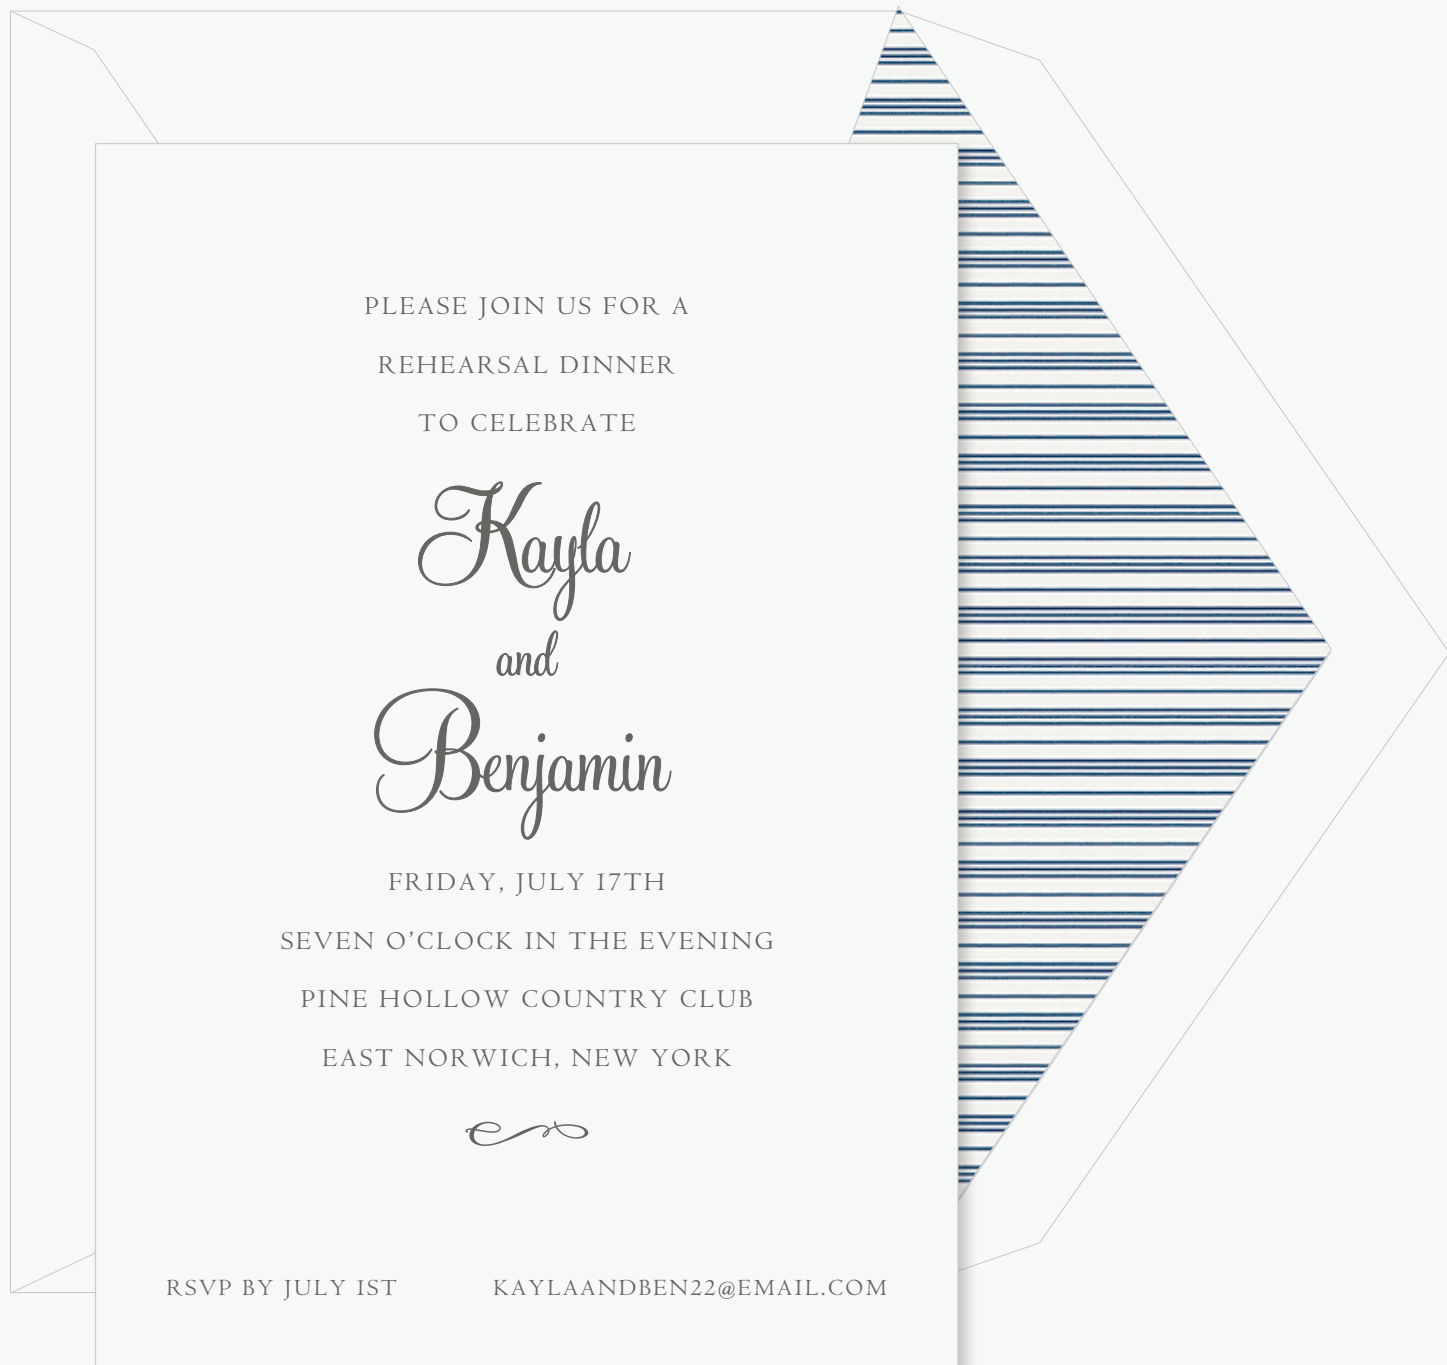 PLEASE JOIN US FOR A
REHEARSAL DINNER
TO CELEBRATE
Kayla
and
Benjamin
FRIDAY, JULY 17TH
SEVEN O’CLOCK IN THE EVENING
PINE HOLLOW COUNTRY CLUB
EAST NORWICH, NEW YORK
RSVP BY JULY 1ST KAYLAANDBEN22@EMAIL.COM